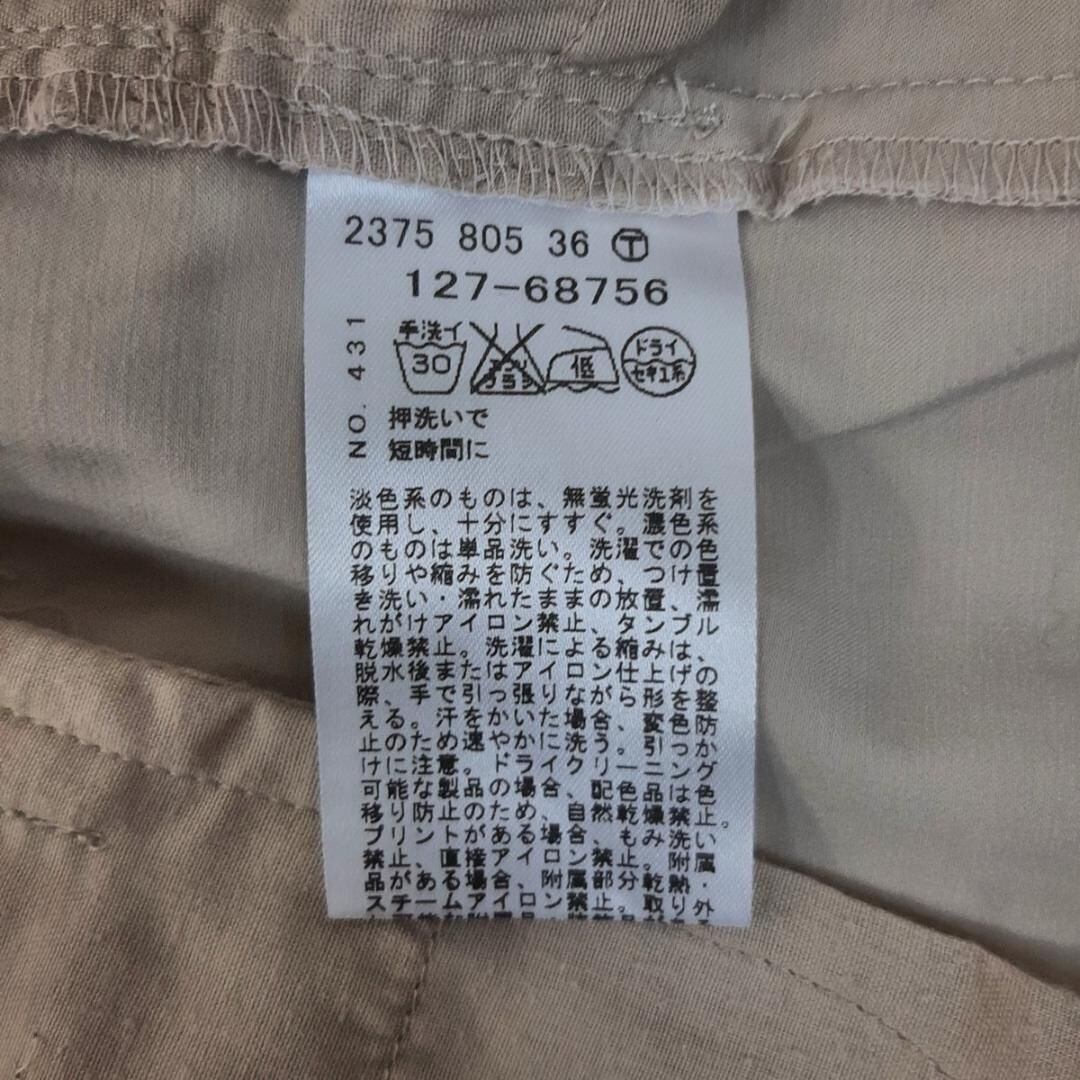 2375 805 36 Ⓣ
127-68756
NO. 431
手洗イ
30
エンソ
サラシ
低
ドライ
セキユ系
押洗いで
短時間に
淡色系のものは、無蛍光洗剤を
使用し、十分にすすぐ。濃色系
のものは単品洗い。洗濯での色
移りや縮みを防ぐため、つけ置
き洗い・濡れたままの放置、濡
れがけアイロン禁止、タンブル
乾燥禁止。洗濯による縮みは、
脱水後またはアイロン仕上げの
際、手で引っ張りながら形を整
える。汗をかいた場合、変色防
止のため速やかに洗う。引っか
けに注意。ドライクリーニング
可能な製品の場合、配色品は色
移り防止のため、自然乾燥禁止。
プリントがある場合、もみ洗い
禁止、直接アイロン禁止。附属
品がある場合、附属部分乾熱・
スチームアイロン禁止。取り外